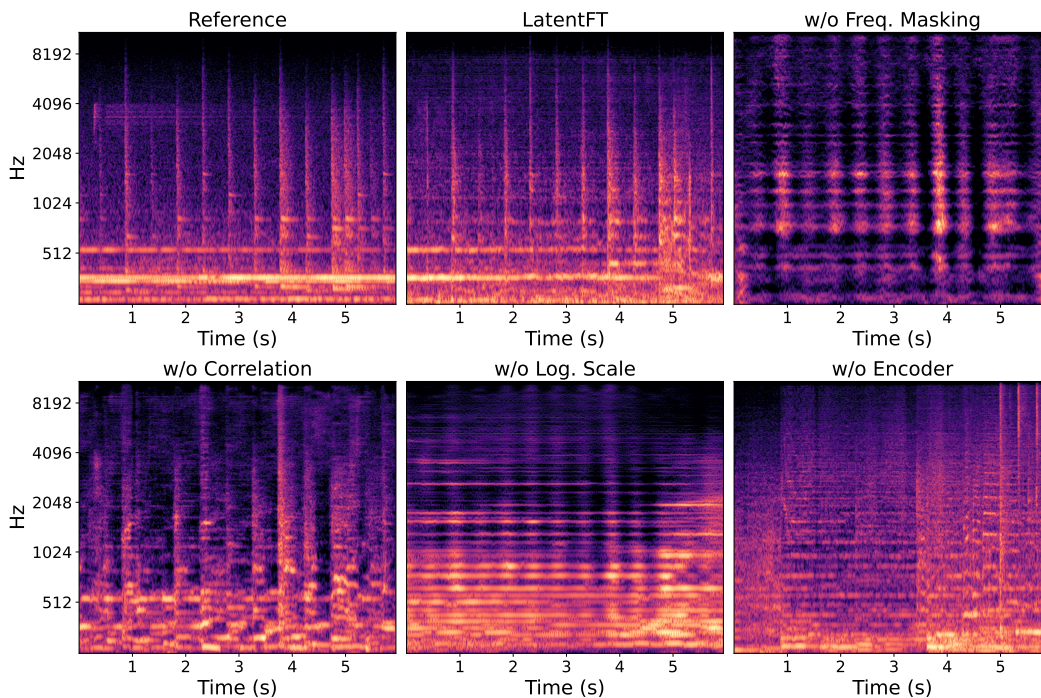 Reference LatentFT w/o Freq. Masking
8192
4096
2048
1024
512
Hz
1 2 3 4 5 1 2 3 4 5 1 2 3 4 5
Time (s) Time (s) Time (s)
w/o Correlation w/o Log. Scale w/o Encoder
8192
4096
2048
1024
512
Hz
1 2 3 4 5 1 2 3 4 5 1 2 3 4 5
Time (s) Time (s) Time (s)